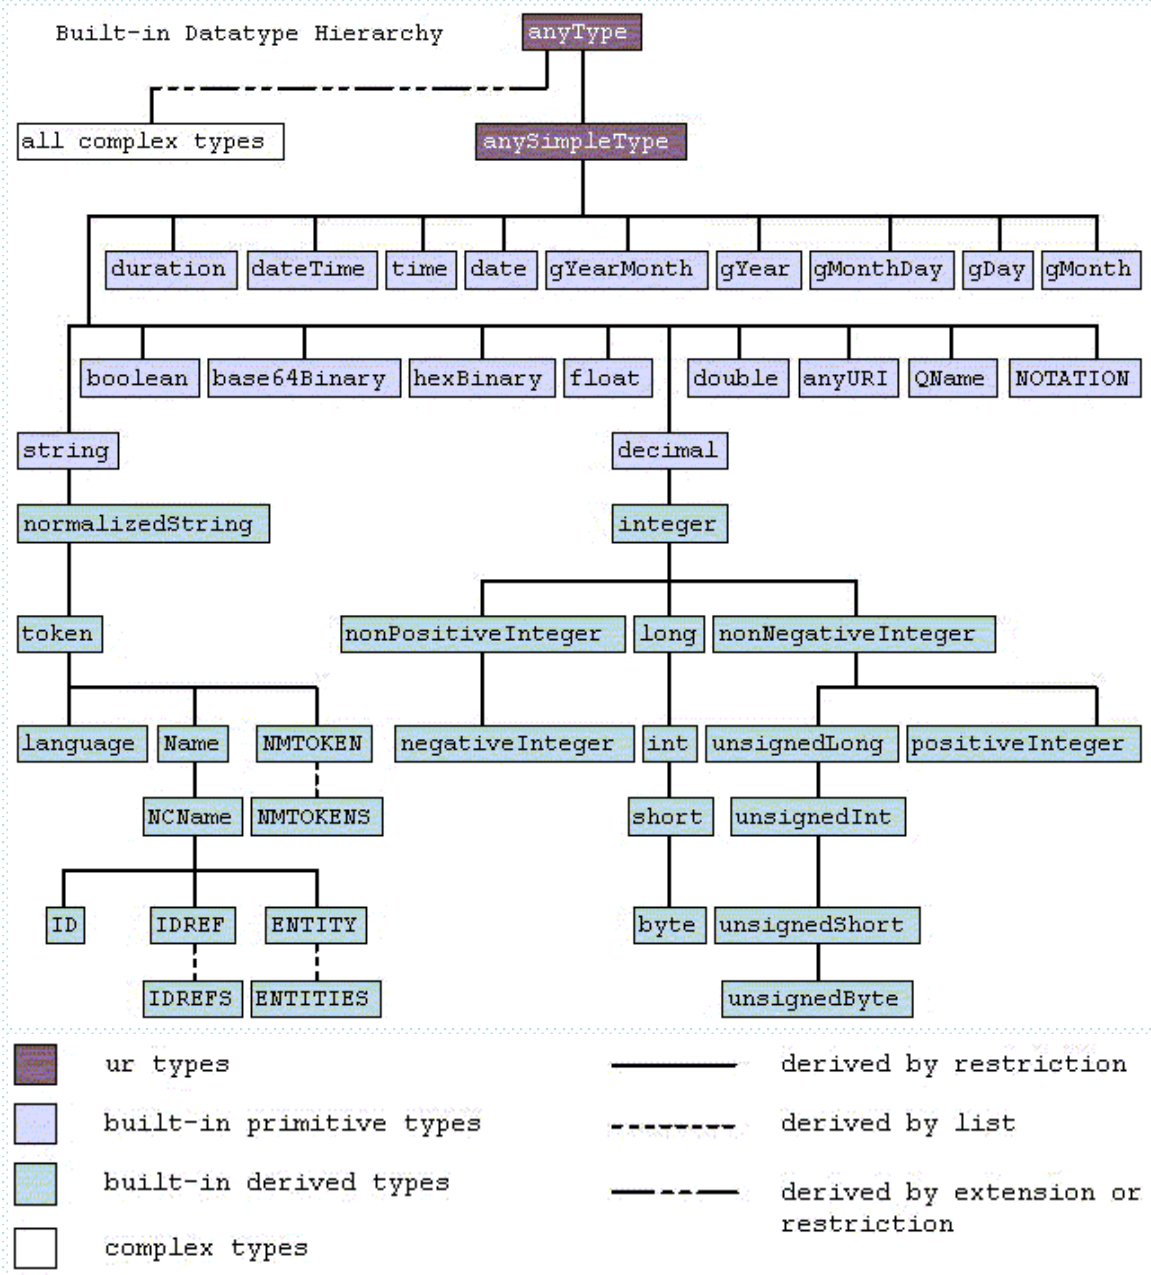 Built-in Datatype Hierarchy
anyType
all complex types
anySimpleType
duration
dateTime
time
date
gYearMonth
gYear
gMonthDay
gDay
gMonth
boolean
base64Binary
hexBinary
float
double
anyURI
QName
NOTATION
string
decimal
normalizedString
integer
token
nonPositiveInteger
long
nonNegativeInteger
language
Name
NMTOKEN
negativeInteger
int
unsignedLong
positiveInteger
NCName
NMTOKENS
short
unsignedInt
ID
IDREF
ENTITY
byte
unsignedShort
IDREFS
ENTITIES
unsignedByte
ur types
derived by restriction
built-in primitive types
derived by list
built-in derived types
derived by extension or
restriction
complex types